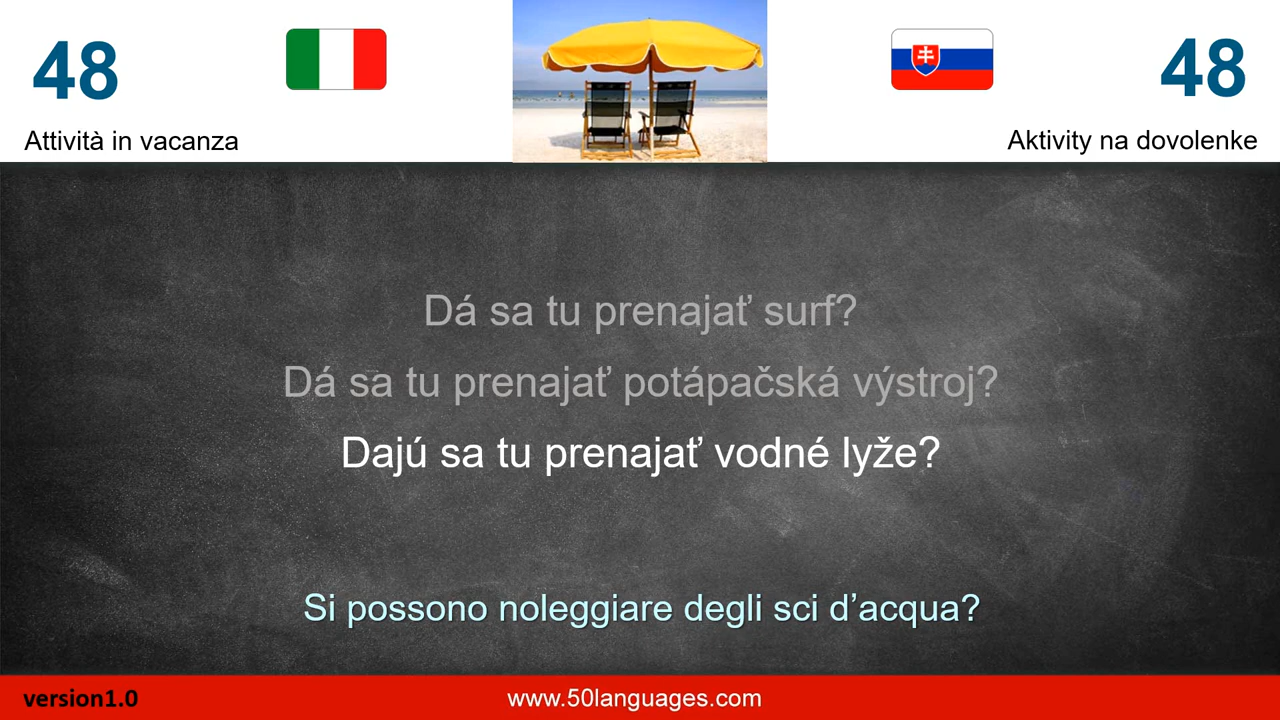 48
48
Attività in vacanza
Aktivity na dovolenke
Dá sa tu prenajať surf?
Dá sa tu prenajať potápačská výstroj?
Dajú sa tu prenajať vodné lyže?
Si possono noleggiare degli sci d’acqua?
version1.0
www.50languages.com